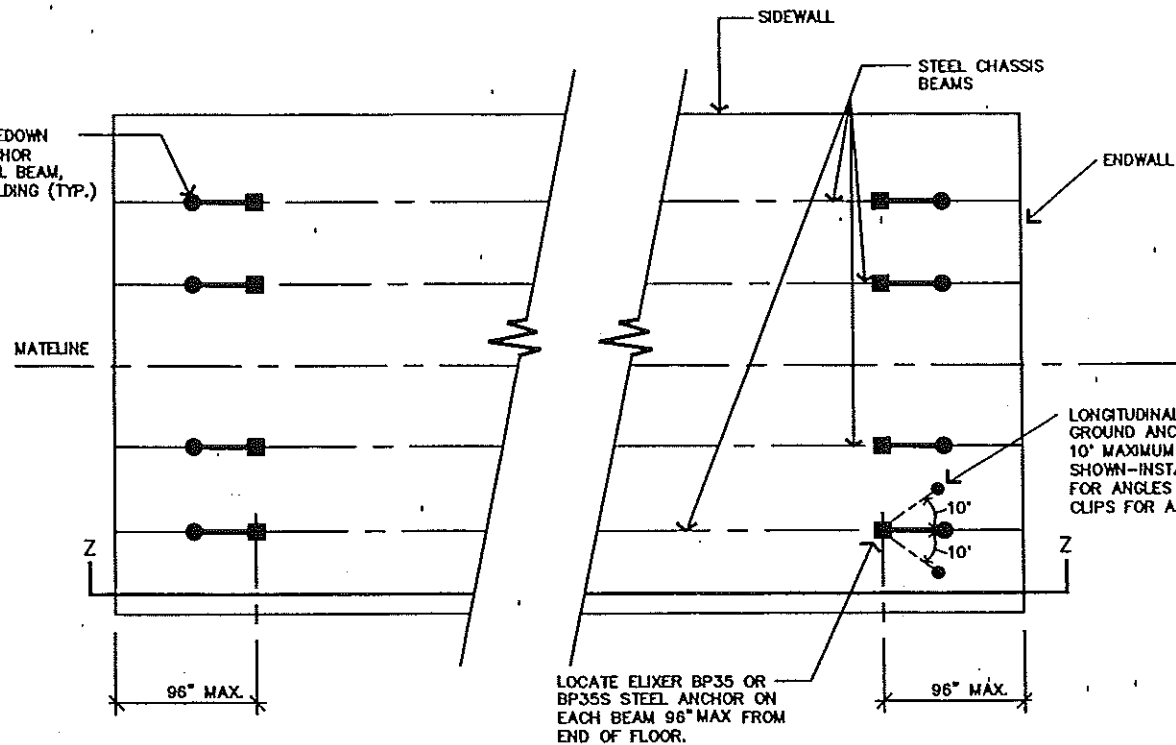 SIDEWALL
STEEL CHASSIS
BEAMS
EDOWN
CHOR
BEAM,
LDING (TYP.)
ENDWALL
MATELINE
LONGITUDINAL
GROUND ANC
10° MAXIMUM
SHOWN-INSTA
FOR ANGLES
CLIPS FOR A
10°
10°
Z
Z
LOCATE ELIXER BP35 OR
BP35S STEEL ANCHOR ON
EACH BEAM 96" MAX FROM
END OF FLOOR.
96" MAX.
96" MAX.